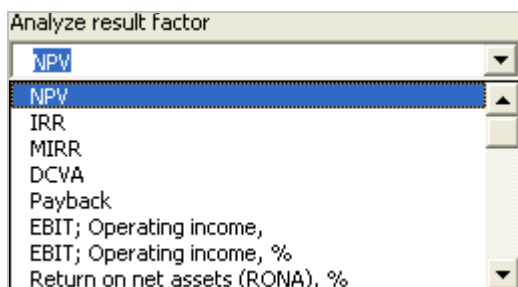 Analyze result factor
NPV
NPV
IRR
MIRR
DCVA
Payback
EBIT; Operating income,
EBIT; Operating income, %
Return on net assets (RONA), %